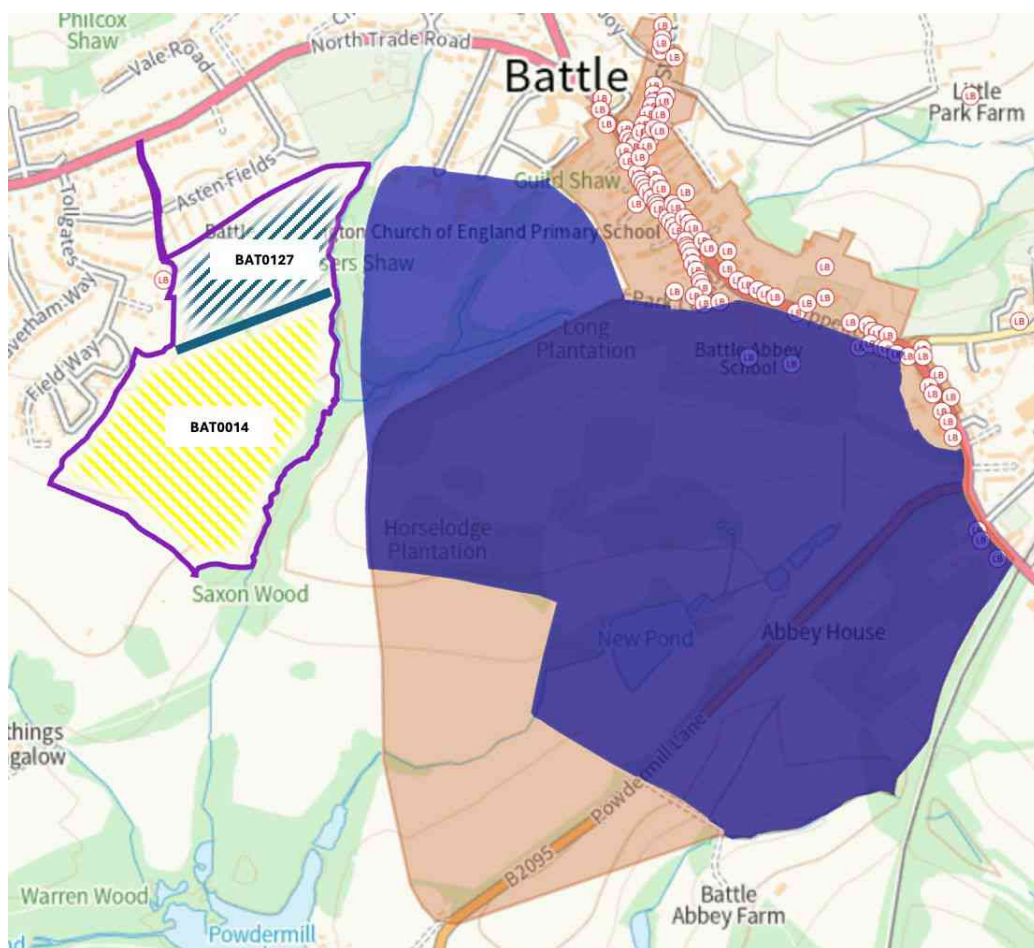 Philcox
Shaw
Vale Road
North Trade Road
Battle
Little
Park Farm
Asten Fields
Tollgates
Guild Shaw
Church of England Primary School
BAT0127
Shaw
Field Way
Long
Plantation
Battle Abbey
School
BAT0014
Horselodge
Plantation
Saxon Wood
New Pond
Abbey House
Powdermill Lane
B2095
Warren Wood
Powdermill
Battle
Abbey Farm
LB